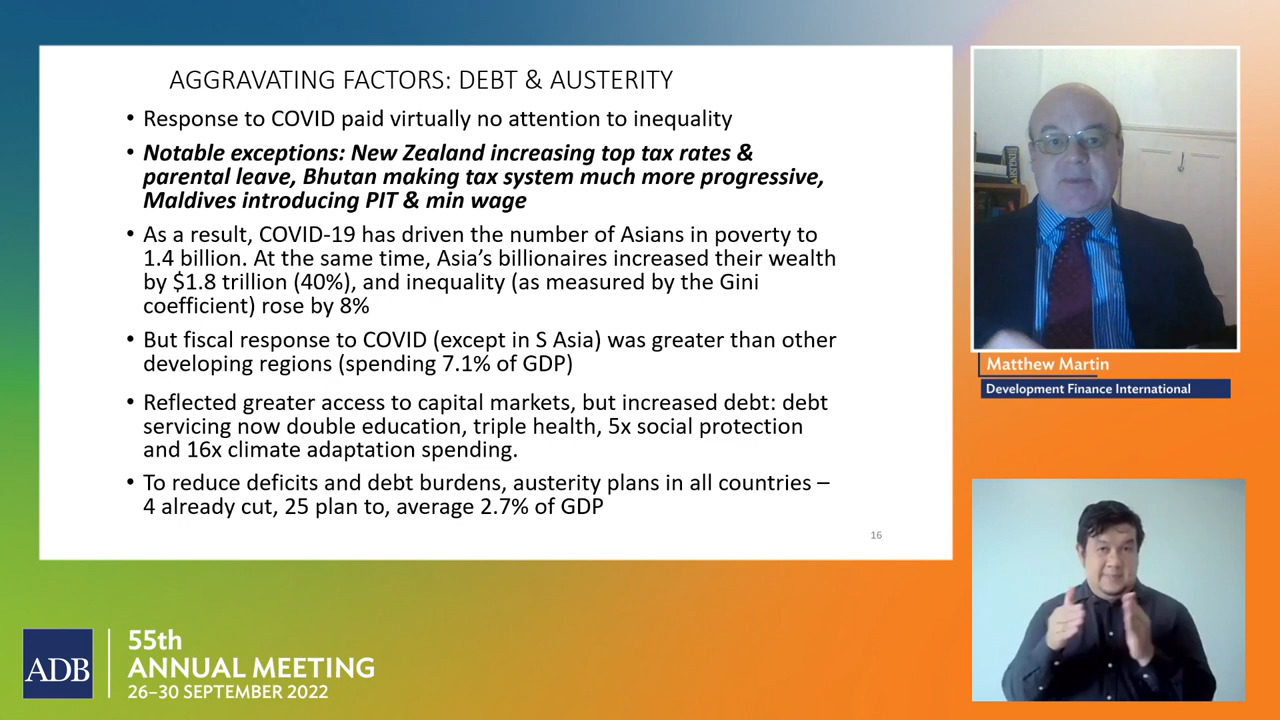 AGGRAVATING FACTORS: DEBT & AUSTERITY
• Response to COVID paid virtually no attention to inequality
• Notable exceptions: New Zealand increasing top tax rates &
parental leave, Bhutan making tax system much more progressive,
Maldives introducing PIT & min wage
• As a result, COVID-19 has driven the number of Asians in poverty to
1.4 billion. At the same time, Asia’s billionaires increased their wealth
by $1.8 trillion (40%), and inequality (as measured by the Gini
coefficient) rose by 8%
• But fiscal response to COVID (except in S Asia) was greater than other
developing regions (spending 7.1% of GDP)
• Reflected greater access to capital markets, but increased debt: debt
servicing now double education, triple health, 5x social protection
and 16x climate adaptation spending.
• To reduce deficits and debt burdens, austerity plans in all countries –
4 already cut, 25 plan to, average 2.7% of GDP
16
ENGLISH
Matthew Martin
Development Finance International
ADB
55th
ANNUAL MEETING
26–30 SEPTEMBER 2022